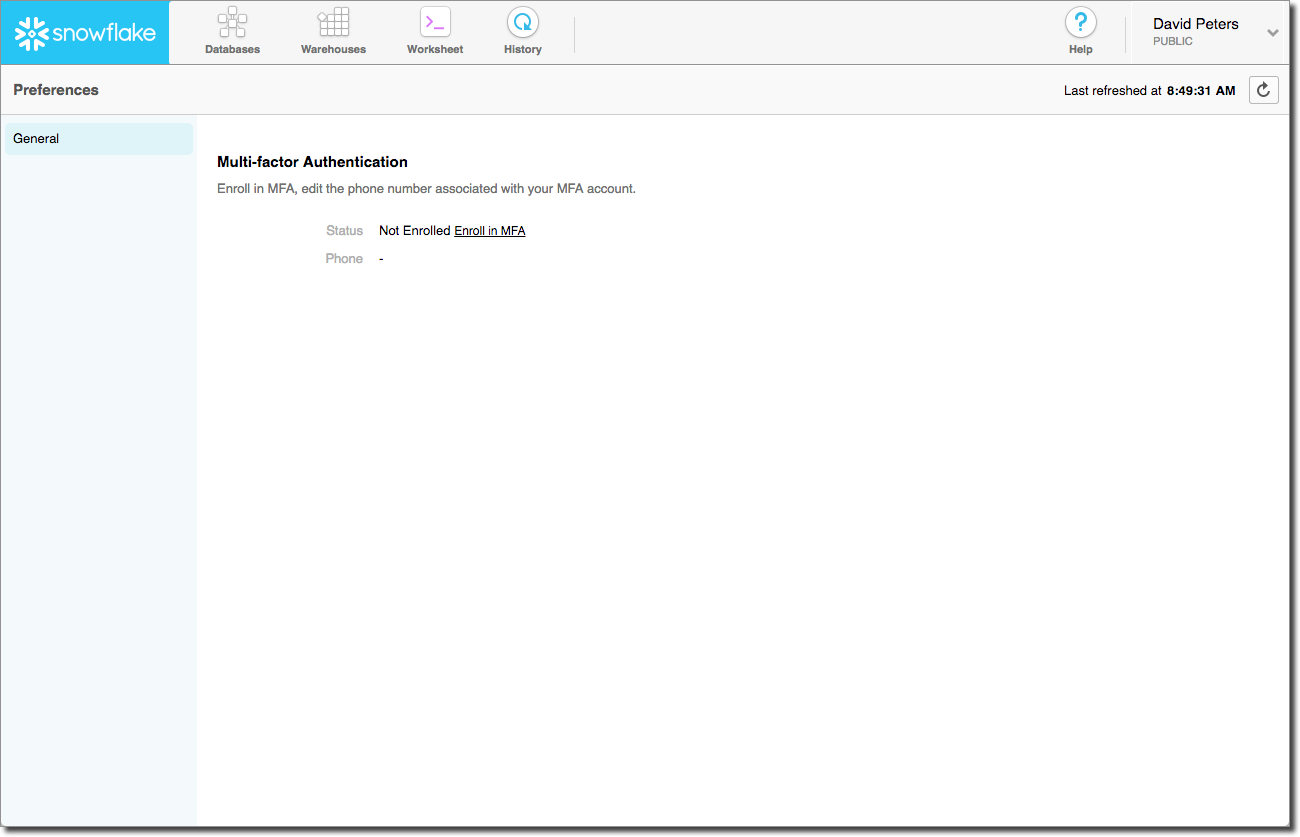 snowflake
Databases
Warehouses
Worksheet
History
Help
David Peters
PUBLIC
Preferences
Last refreshed at 8:49:31 AM
General
Multi-factor Authentication
Enroll in MFA, edit the phone number associated with your MFA account.
Status Not Enrolled Enroll in MFA
Phone -